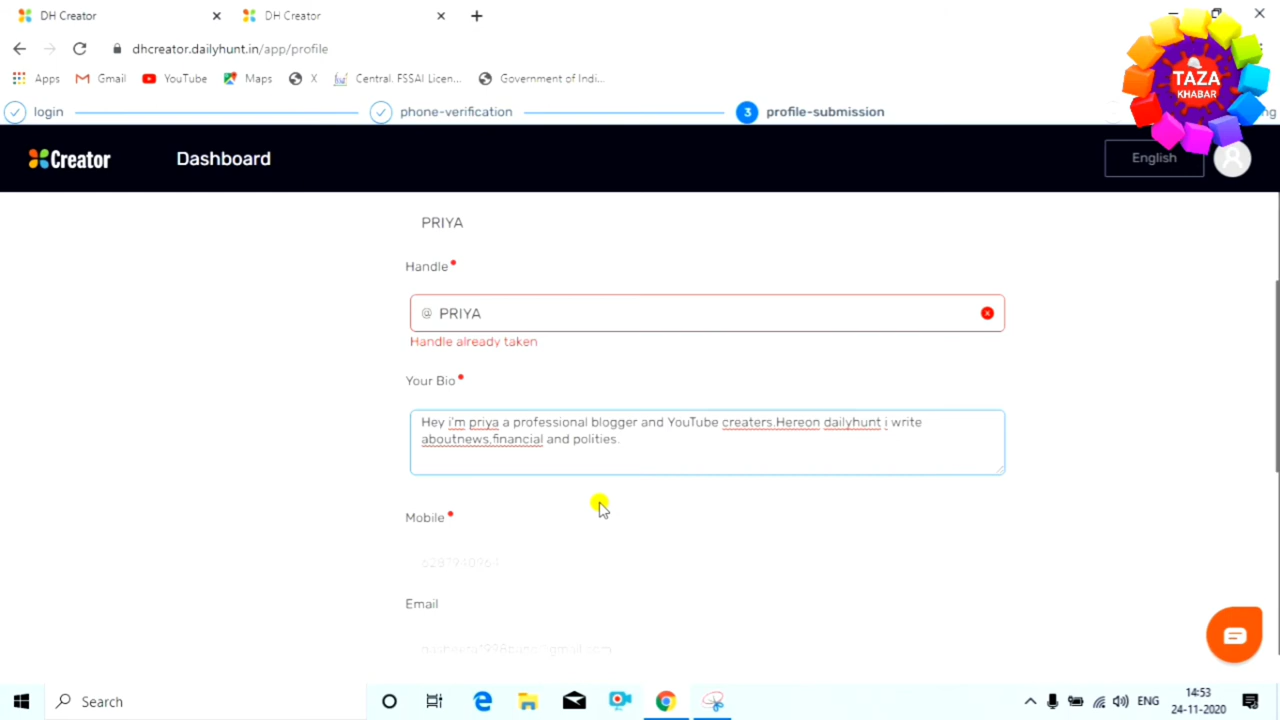 DH Creator
DH Creator
dhcreator.dailyhunt.in/app/profile
Apps Gmail YouTube Maps X Central. FSSAI Licen... Government of Indi...
TAZA
KHABAR
login phone-verification 3 profile-submission
Creator Dashboard English
PRIYA
Handle
@ PRIYA
Handle already taken
Your Bio
Hey i'm priya a professional blogger and YouTube creaters.Hereon dailyhunt i write
aboutnews,financial and polities.
Mobile
Email
Search
ENG
14:53
24-11-2020